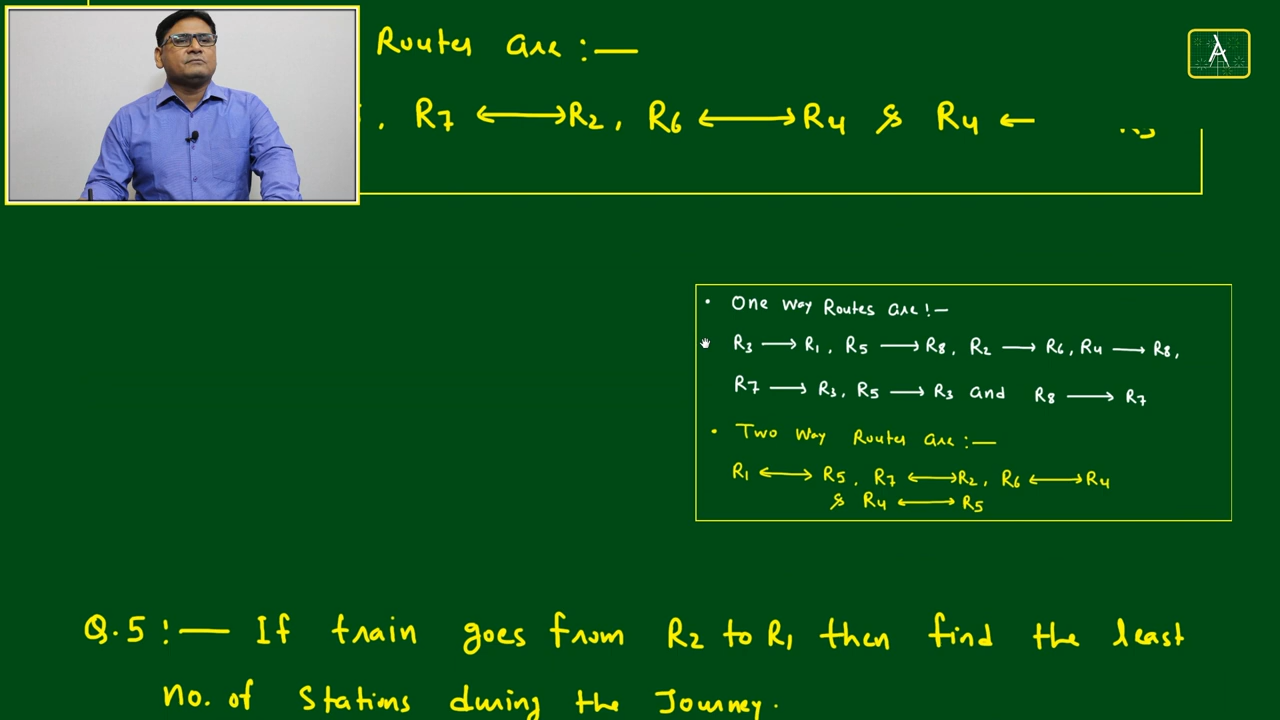 Routes are :—
, R7 ⟷ R2, R6 ⟷ R4 & R4 ←
• One Way Routes are !—
R3 ⟶ R1, R5 ⟶ R8, R2 ⟶ R6, R4 ⟶ R8,
R7 ⟶ R3, R5 ⟶ R3 and R8 ⟶ R7
• Two Way Routes are :—
R1 ⟷ R5, R7 ⟷ R2, R6 ⟷ R4
& R4 ⟷ R5
Q.5 :— If train goes from R2 to R1 then find the least
no. of Stations during the Journey.